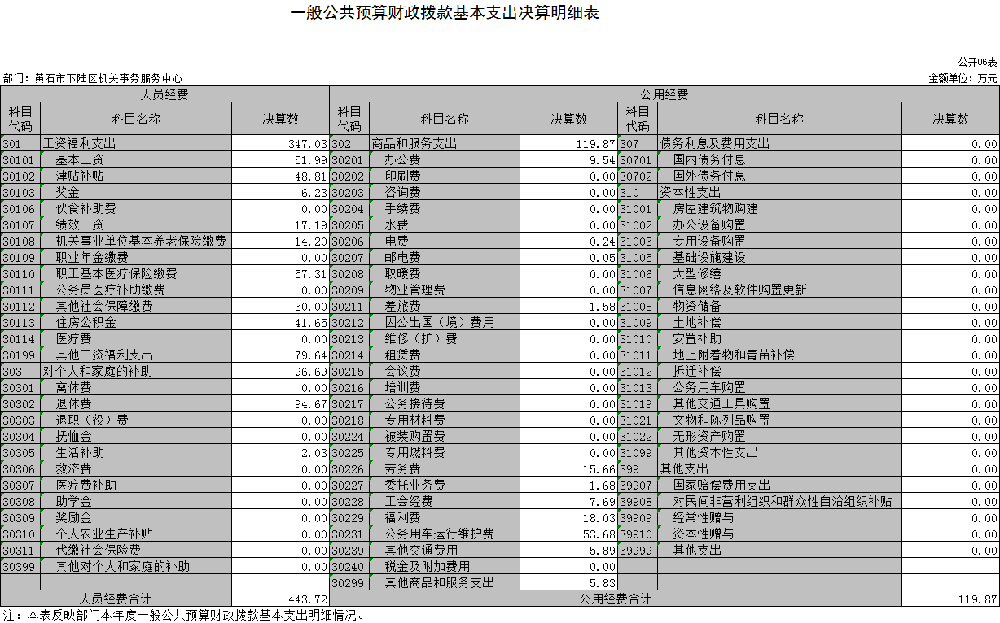 一般公共预算财政拨款基本支出决算明细表
公开06表
部门：黄石市下陆区机关事务服务中心 金额单位：万元
人员经费 公用经费
科目代码 科目名称 决算数 科目代码 科目名称 决算数 科目代码 科目名称 决算数
301 工资福利支出 347.03 302 商品和服务支出 119.87 307 债务利息及费用支出 0.00
30101 基本工资 51.99 30201 办公费 9.54 30701 国内债务付息 0.00
30102 津贴补贴 48.81 30202 印刷费 0.00 30702 国外债务付息 0.00
30103 奖金 6.23 30203 咨询费 0.00 310 资本性支出 0.00
30106 伙食补助费 0.00 30204 手续费 0.00 31001 房屋建筑物购建 0.00
30107 绩效工资 17.19 30205 水费 0.00 31002 办公设备购置 0.00
30108 机关事业单位基本养老保险缴费 14.20 30206 电费 0.24 31003 专用设备购置 0.00
30109 职业年金缴费 0.00 30207 邮电费 0.05 31005 基础设施建设 0.00
30110 职工基本医疗保险缴费 57.31 30208 取暖费 0.00 31006 大型修缮 0.00
30111 公务员医疗补助缴费 0.00 30209 物业管理费 0.00 31007 信息网络及软件购置更新 0.00
30112 其他社会保障缴费 30.00 30211 差旅费 1.58 31008 物资储备 0.00
30113 住房公积金 41.65 30212 因公出国（境）费用 0.00 31009 土地补偿 0.00
30114 医疗费 0.00 30213 维修（护）费 0.00 31010 安置补助 0.00
30199 其他工资福利支出 79.64 30214 租赁费 0.00 31011 地上附着物和青苗补偿 0.00
303 对个人和家庭的补助 96.69 30215 会议费 0.00 31012 拆迁补偿 0.00
30301 离休费 0.00 30216 培训费 0.00 31013 公务用车购置 0.00
30302 退休费 94.67 30217 公务接待费 0.00 31019 其他交通工具购置 0.00
30303 退职（役）费 0.00 30218 专用材料费 0.00 31021 文物和陈列品购置 0.00
30304 抚恤金 0.00 30224 被装购置费 0.00 31022 无形资产购置 0.00
30305 生活补助 2.03 30225 专用燃料费 0.00 31099 其他资本性支出 0.00
30306 救济费 0.00 30226 劳务费 15.66 399 其他支出 0.00
30307 医疗费补助 0.00 30227 委托业务费 1.68 39907 国家赔偿费用支出 0.00
30308 助学金 0.00 30228 工会经费 7.69 39908 对民间非营利组织和群众性自治组织补贴 0.00
30309 奖励金 0.00 30229 福利费 18.03 39909 经常性赠与 0.00
30310 个人农业生产补贴 0.00 30231 公务用车运行维护费 53.68 39910 资本性赠与 0.00
30311 代缴社会保险费 0.00 30239 其他交通费用 5.89 39999 其他支出 0.00
30399 其他对个人和家庭的补助 0.00 30240 税金及附加费用 0.00
30299 其他商品和服务支出 5.83
人员经费合计 443.72 公用经费合计 119.87
注：本表反映部门本年度一般公共预算财政拨款基本支出明细情况。